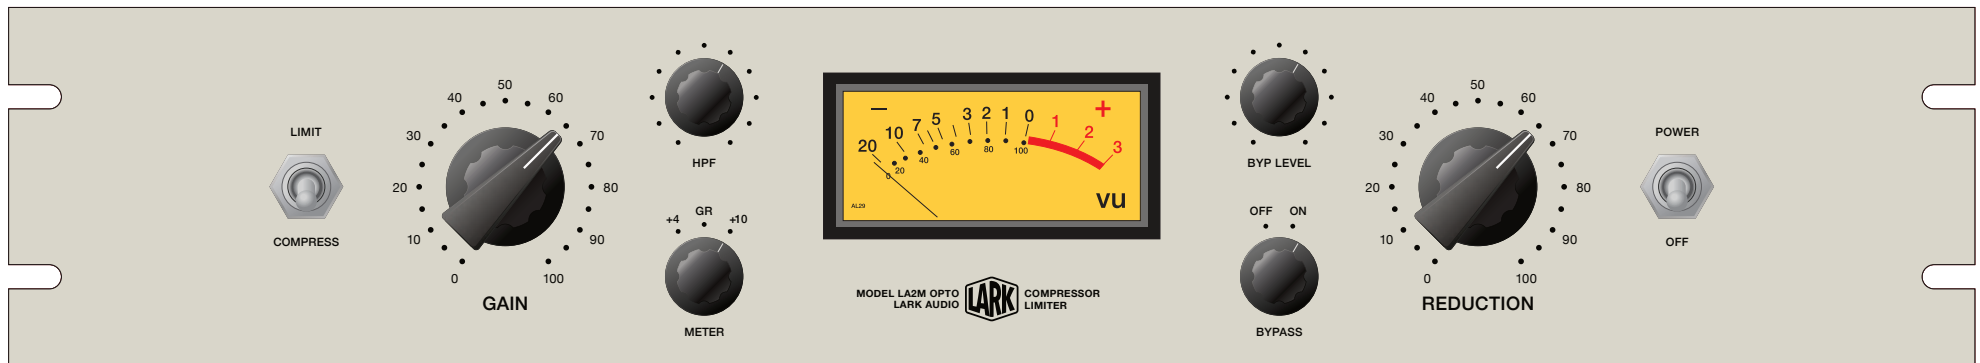 LIMIT
COMPRESS
0
10
20
30
40
50
60
70
80
90
100
GAIN
HPF
+4 GR +10
METER
− +
20 10 7 5 3 2 1 0 1 2 3
0 20 40 60 80 100
AL29
vu
MODEL LA2M OPTO
LARK AUDIO
LARK
COMPRESSOR
LIMITER
BYP LEVEL
OFF ON
BYPASS
0
10
20
30
40
50
60
70
80
90
100
REDUCTION
POWER
OFF